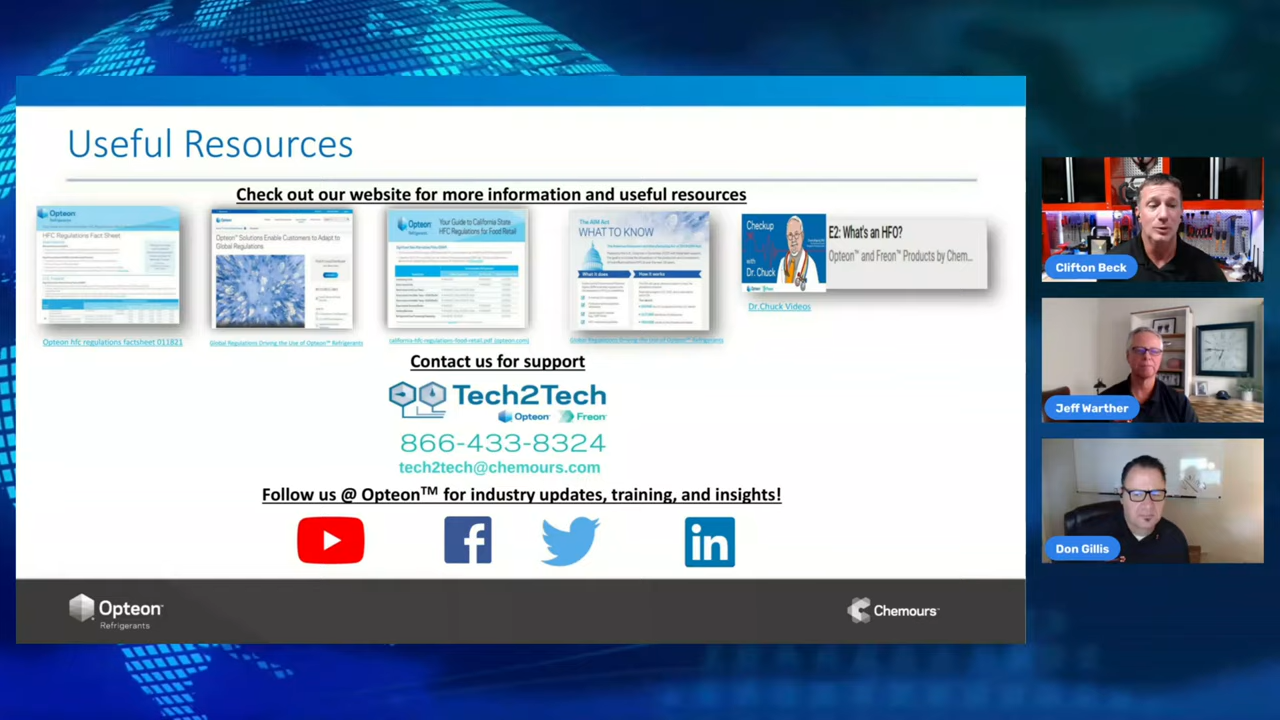 Useful Resources
Check out our website for more information and useful resources
Opteon
Refrigerants
HFC Regulations Fact Sheet
Opteon™ Solutions Enable Customers to Adapt to
Global Regulations
Opteon
Your Guide to California State
HFC Regulations for Food Retail
The AIM Act
WHAT TO KNOW
What it does
How it works
Checkup
with
Dr. Chuck
E2: What's an HFO?
Opteon™ and Freon™ Products by Chem...
Dr.Chuck Videos
Opteon hfc regulations factsheet 011821
Global Regulations Driving the Use of Opteon™ Refrigerants
california-hfc-regulations-food-retail.pdf (opteon.com)
Global Regulations Driving the Use of Opteon™ Refrigerants
Contact us for support
Tech2Tech
Opteon Freon
866-433-8324
tech2tech@chemours.com
Follow us @ Opteon™ for industry updates, training, and insights!
Opteon™
Refrigerants
Chemours™
Clifton Beck
Jeff Warther
Don Gillis